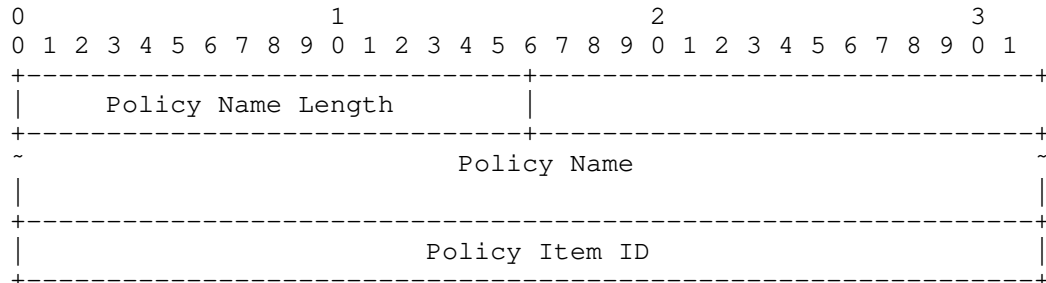 0 1 2 3
0 1 2 3 4 5 6 7 8 9 0 1 2 3 4 5 6 7 8 9 0 1 2 3 4 5 6 7 8 9 0 1
Policy Name Length
~ Policy Name ~
Policy Item ID